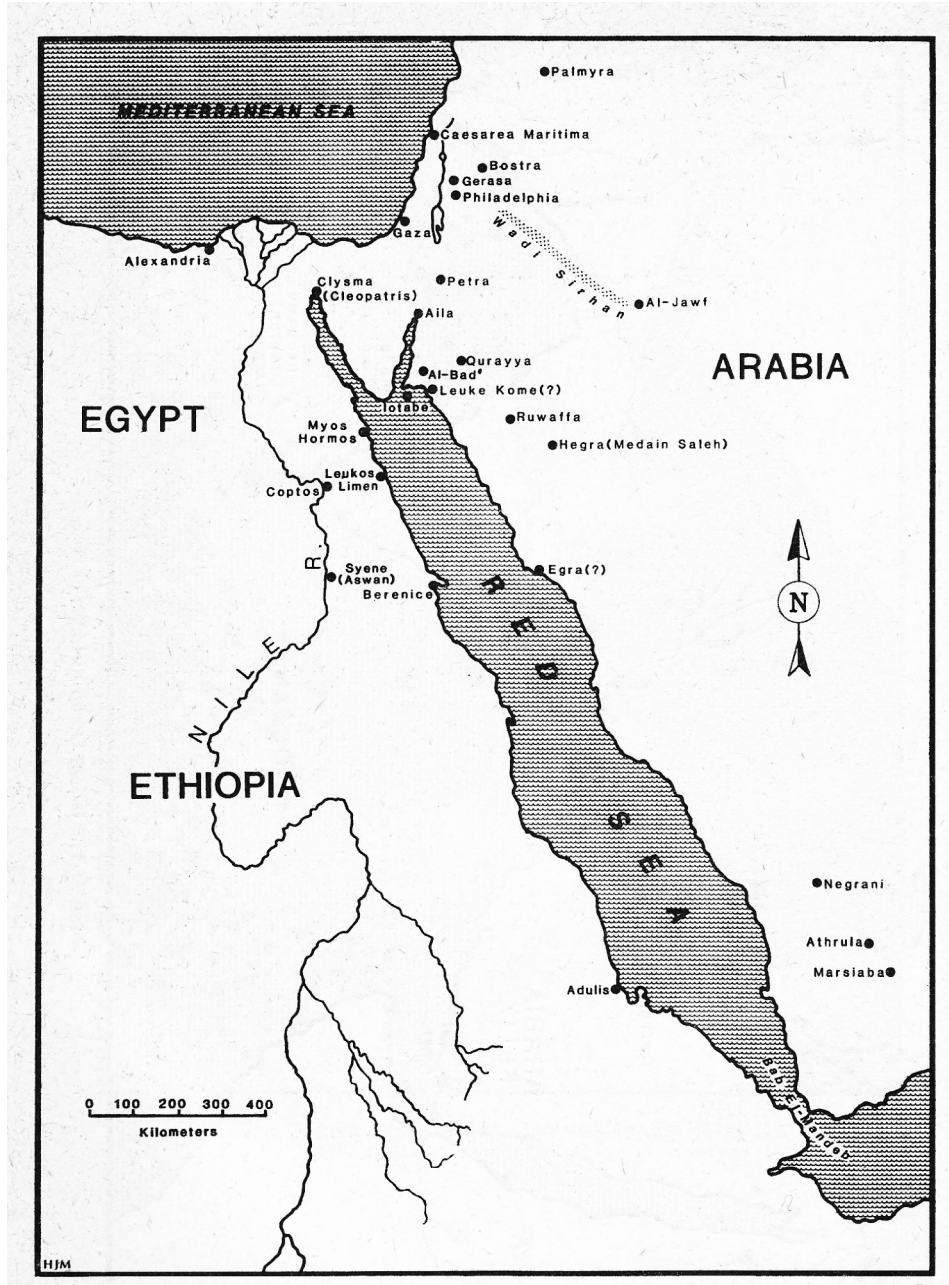 MEDITERRANEAN SEA
Palmyra
Caesarea Maritima
Bostra
Gerasa
Philadelphia
Gaza
Alexandria
Wadi Sirhan
Clysma
(Cleopatris)
Petra
Aila
Al-Jawf
Qurayya
Al-Bad'
Leuke Kome(?)
Iotabe
ARABIA
EGYPT
Ruwaffa
Myos
Hormos
Hegra(Medain Saleh)
Leukos
Limen
Coptos
Syene
(Aswan)
Berenice
Egra(?)
N
NILE R.
RED SEA
ETHIOPIA
Negrani
Athrula
Marsiaba
Adulis
Bab El-Mandeb
0 100 200 300 400
Kilometers
HJM